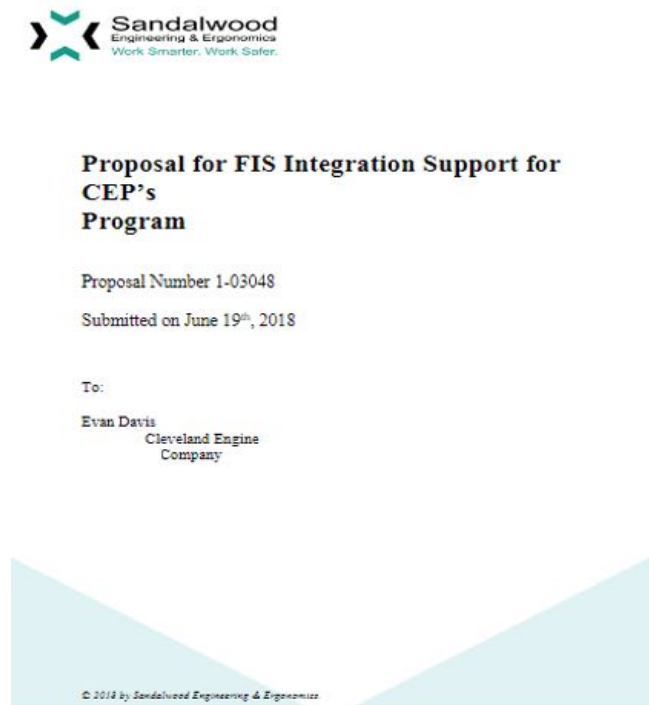 Sandalwood
Engineering & Ergonomics
Work Smarter. Work Safer.
Proposal for FIS Integration Support for
CEP’s
Program
Proposal Number 1-03048
Submitted on June 19th, 2018
To:
Evan Davis
Cleveland Engine
Company
© 2018 by Sandalwood Engineering & Ergonomics